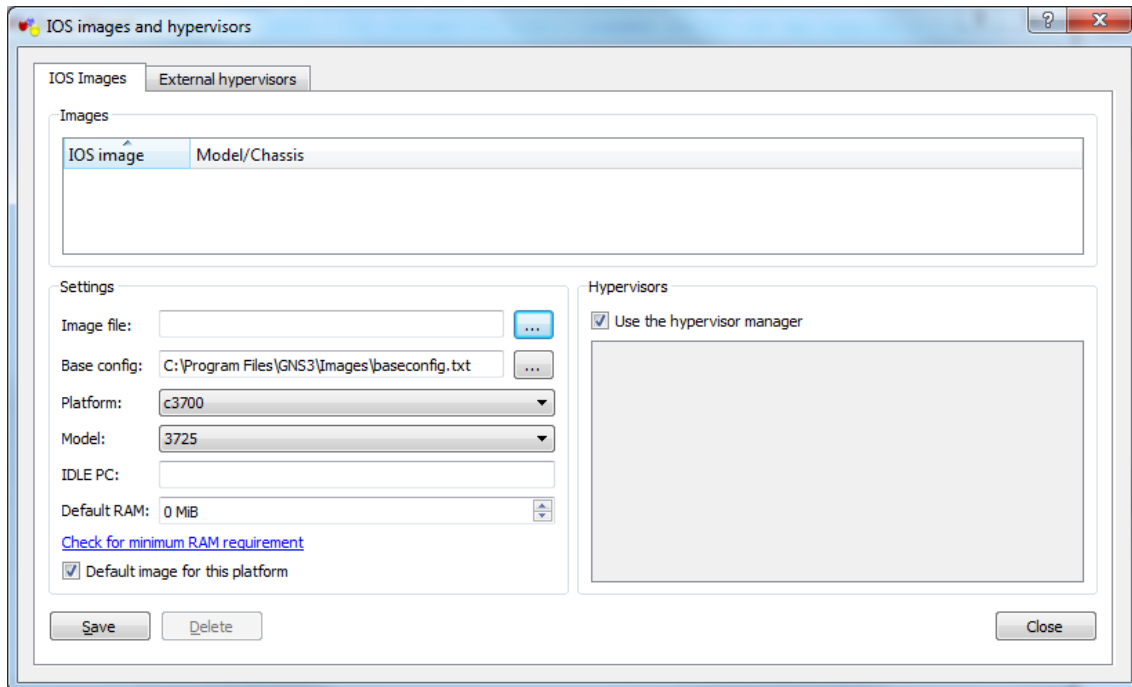 IOS images and hypervisors
IOS Images External hypervisors
Images
IOS image Model/Chassis
Settings
Image file: ...
Base config: C:\Program Files\GNS3\Images\baseconfig.txt ...
Platform: c3700
Model: 3725
IDLE PC:
Default RAM: 0 MiB
Check for minimum RAM requirement
Default image for this platform
Hypervisors
Use the hypervisor manager
Save Delete Close